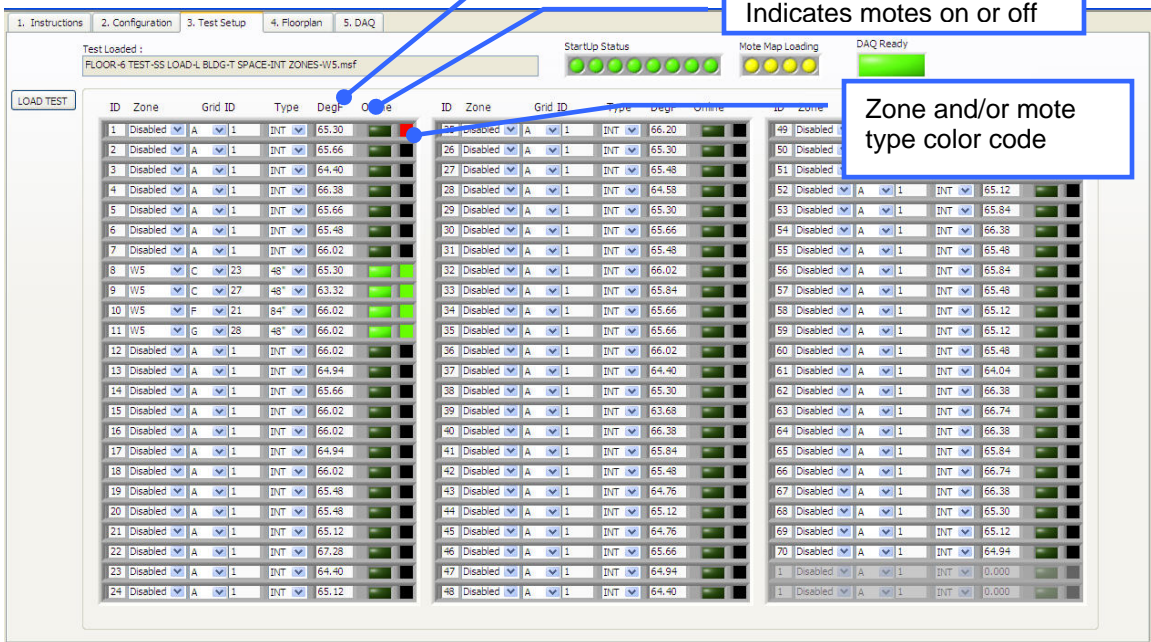 Indicates motes on or off
1. Instructions 2. Configuration 3. Test Setup 4. Floorplan 5. DAQ
Test Loaded :
StartUp Status Mote Map Loading DAQ Ready
FLOOR-6 TEST-SS LOAD-L BLDG-T SPACE-INT ZONES-W5.msf
LOAD TEST
Zone and/or mote
type color code
ID Zone Grid ID Type DegF
ID Zone Grid ID Type DegF Online
ID Zone
1 Disabled A 1 INT 65.30
2 Disabled A 1 INT 65.66
3 Disabled A 1 INT 64.40
4 Disabled A 1 INT 66.38
5 Disabled A 1 INT 65.66
6 Disabled A 1 INT 65.48
7 Disabled A 1 INT 66.02
8 W5 C 23 48" 65.30
9 W5 C 27 48" 63.32
10 W5 F 21 84" 66.02
11 W5 G 28 48" 66.02
12 Disabled A 1 INT 66.02
13 Disabled A 1 INT 64.94
14 Disabled A 1 INT 65.66
15 Disabled A 1 INT 66.02
16 Disabled A 1 INT 66.02
17 Disabled A 1 INT 64.94
18 Disabled A 1 INT 66.02
19 Disabled A 1 INT 65.48
20 Disabled A 1 INT 65.48
21 Disabled A 1 INT 65.12
22 Disabled A 1 INT 67.28
23 Disabled A 1 INT 64.40
24 Disabled A 1 INT 65.12
Disabled A 1 INT 66.20
26 Disabled A 1 INT 65.30
27 Disabled A 1 INT 65.48
28 Disabled A 1 INT 64.58
29 Disabled A 1 INT 65.30
30 Disabled A 1 INT 65.66
31 Disabled A 1 INT 65.48
32 Disabled A 1 INT 66.02
33 Disabled A 1 INT 65.84
34 Disabled A 1 INT 65.66
35 Disabled A 1 INT 65.66
36 Disabled A 1 INT 66.02
37 Disabled A 1 INT 64.40
38 Disabled A 1 INT 65.30
39 Disabled A 1 INT 63.68
40 Disabled A 1 INT 66.38
41 Disabled A 1 INT 65.84
42 Disabled A 1 INT 65.48
43 Disabled A 1 INT 64.76
44 Disabled A 1 INT 65.12
45 Disabled A 1 INT 64.76
46 Disabled A 1 INT 65.66
47 Disabled A 1 INT 64.94
48 Disabled A 1 INT 64.40
49 Disabled
50 Disabled
51 Disabled
52 Disabled A 1 INT 65.12
53 Disabled A 1 INT 65.84
54 Disabled A 1 INT 66.38
55 Disabled A 1 INT 65.48
56 Disabled A 1 INT 65.84
57 Disabled A 1 INT 65.48
58 Disabled A 1 INT 65.12
59 Disabled A 1 INT 65.12
60 Disabled A 1 INT 65.48
61 Disabled A 1 INT 64.04
62 Disabled A 1 INT 66.38
63 Disabled A 1 INT 66.74
64 Disabled A 1 INT 66.38
65 Disabled A 1 INT 65.84
66 Disabled A 1 INT 66.74
67 Disabled A 1 INT 66.38
68 Disabled A 1 INT 65.30
69 Disabled A 1 INT 65.12
70 Disabled A 1 INT 64.94
1 Disabled A 1 INT 0.000
1 Disabled A 1 INT 0.000